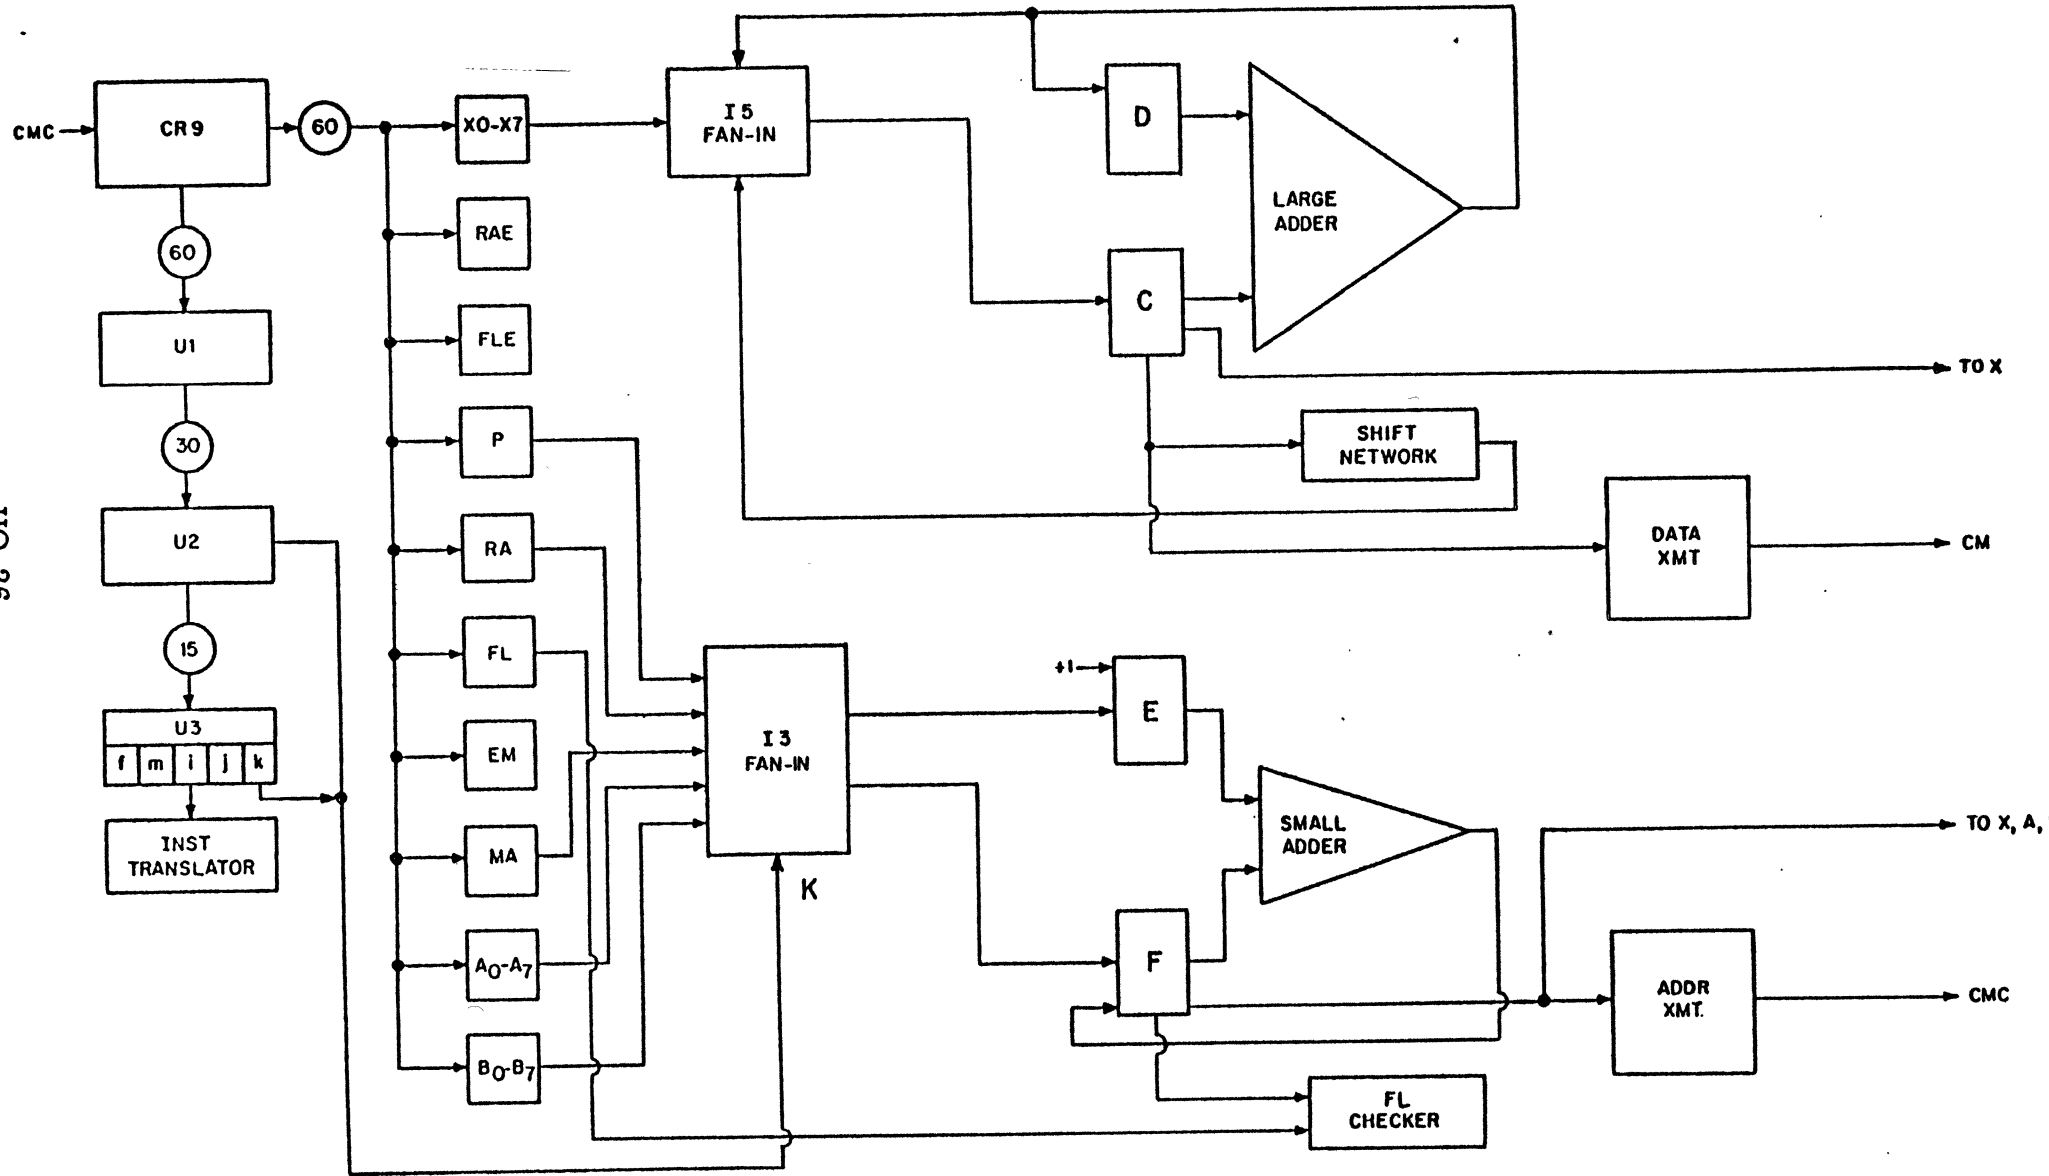 CMC
CR9
60
X0-X7
I5
FAN-IN
D
LARGE
ADDER
60
RAE
C
U1
FLE
TO X
30
P
SHIFT
NETWORK
U2
RA
DATA
XMT
CM
15
FL
+1
E
U3
f m i j k
EM
I3
FAN-IN
INST
TRANSLATOR
MA
K
SMALL
ADDER
TO X, A,
A0-A7
F
ADDR
XMT.
CMC
B0-B7
FL
CHECKER